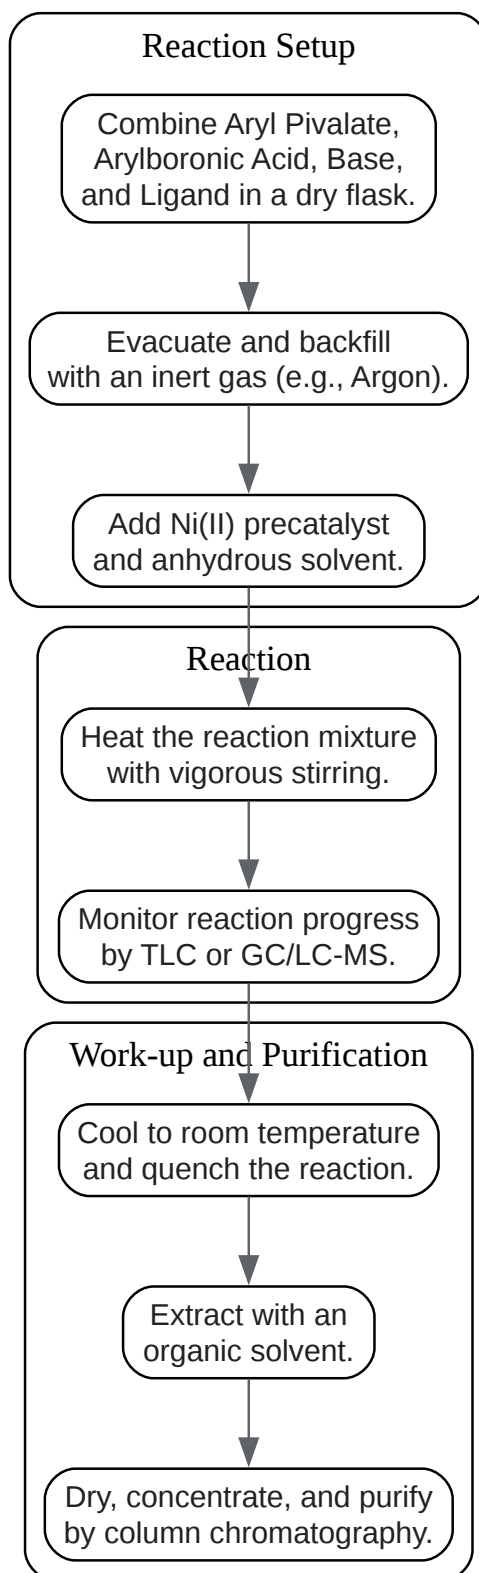 Reaction Setup
Combine Aryl Pivalate,
Arylboronic Acid, Base,
and Ligand in a dry flask.
Evacuate and backfill
with an inert gas (e.g., Argon).
Add Ni(II) precatalyst
and anhydrous solvent.
Reaction
Heat the reaction mixture
with vigorous stirring.
Monitor reaction progress
by TLC or GC/LC-MS.
Work-up and Purification
Cool to room temperature
and quench the reaction.
Extract with an
organic solvent.
Dry, concentrate, and purify
by column chromatography.